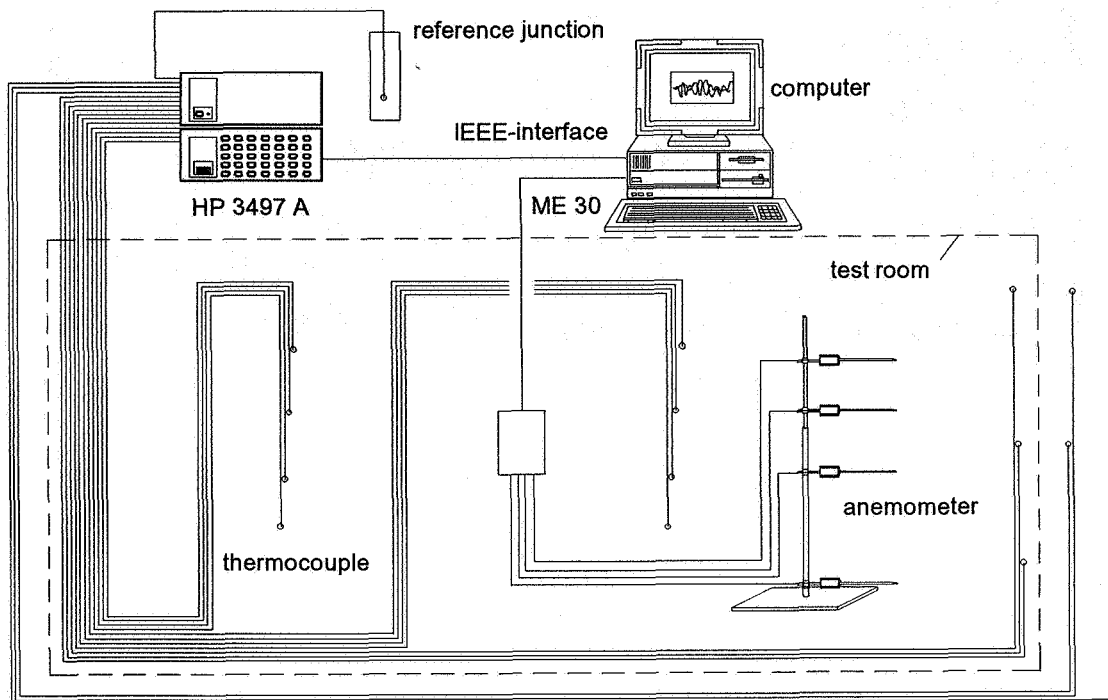 reference junction
computer
IEEE-interface
HP 3497 A
ME 30
test room
anemometer
thermocouple